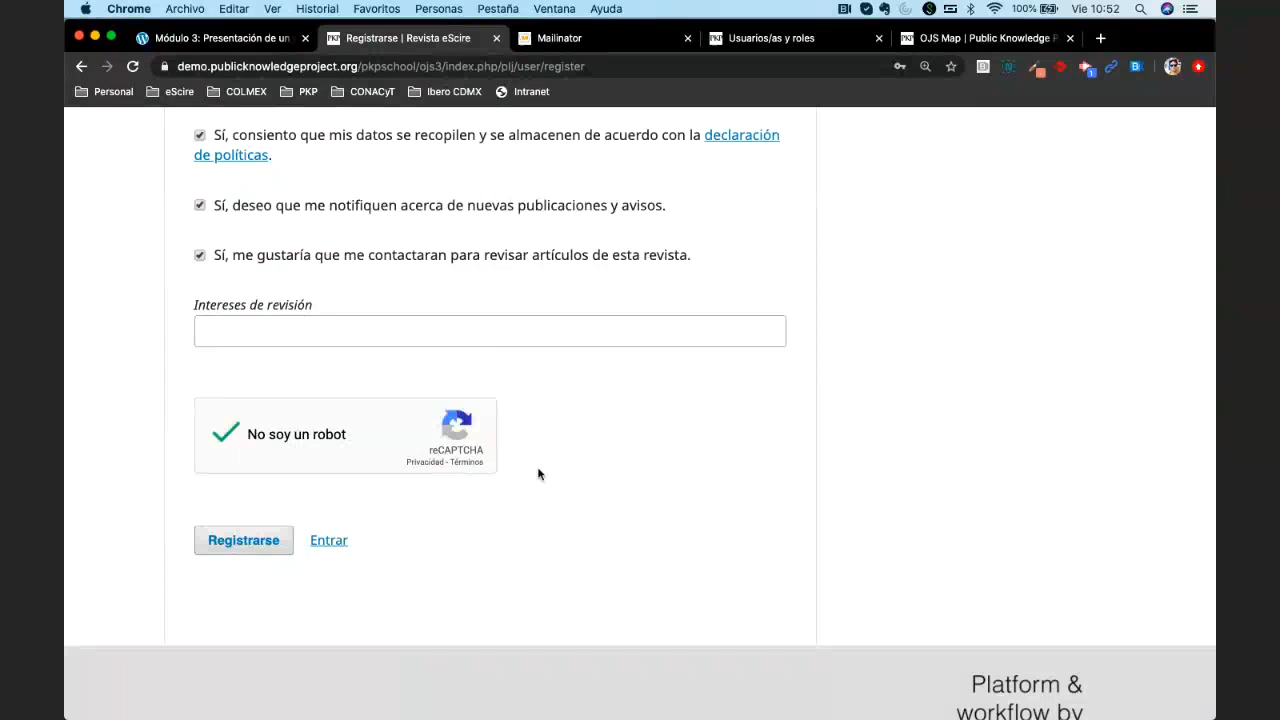 Chrome Archivo Editar Ver Historial Favoritos Personas Pestaña Ventana Ayuda 100% Vie 10:52
Módulo 3: Presentación de un Registrarse | Revista eScire Mailinator Usuarios/as y roles OJS Map | Public Knowledge P
demo.publicknowledgeproject.org/pkpschool/ojs3/index.php/plj/user/register
Personal eScire COLMEX PKP CONACyT Ibero CDMX Intranet
Sí, consiento que mis datos se recopilen y se almacenen de acuerdo con la declaración
de políticas.
Sí, deseo que me notifiquen acerca de nuevas publicaciones y avisos.
Sí, me gustaría que me contactaran para revisar artículos de esta revista.
Intereses de revisión
No soy un robot
reCAPTCHA
Privacidad - Términos
Registrarse Entrar
Platform &
workflow by